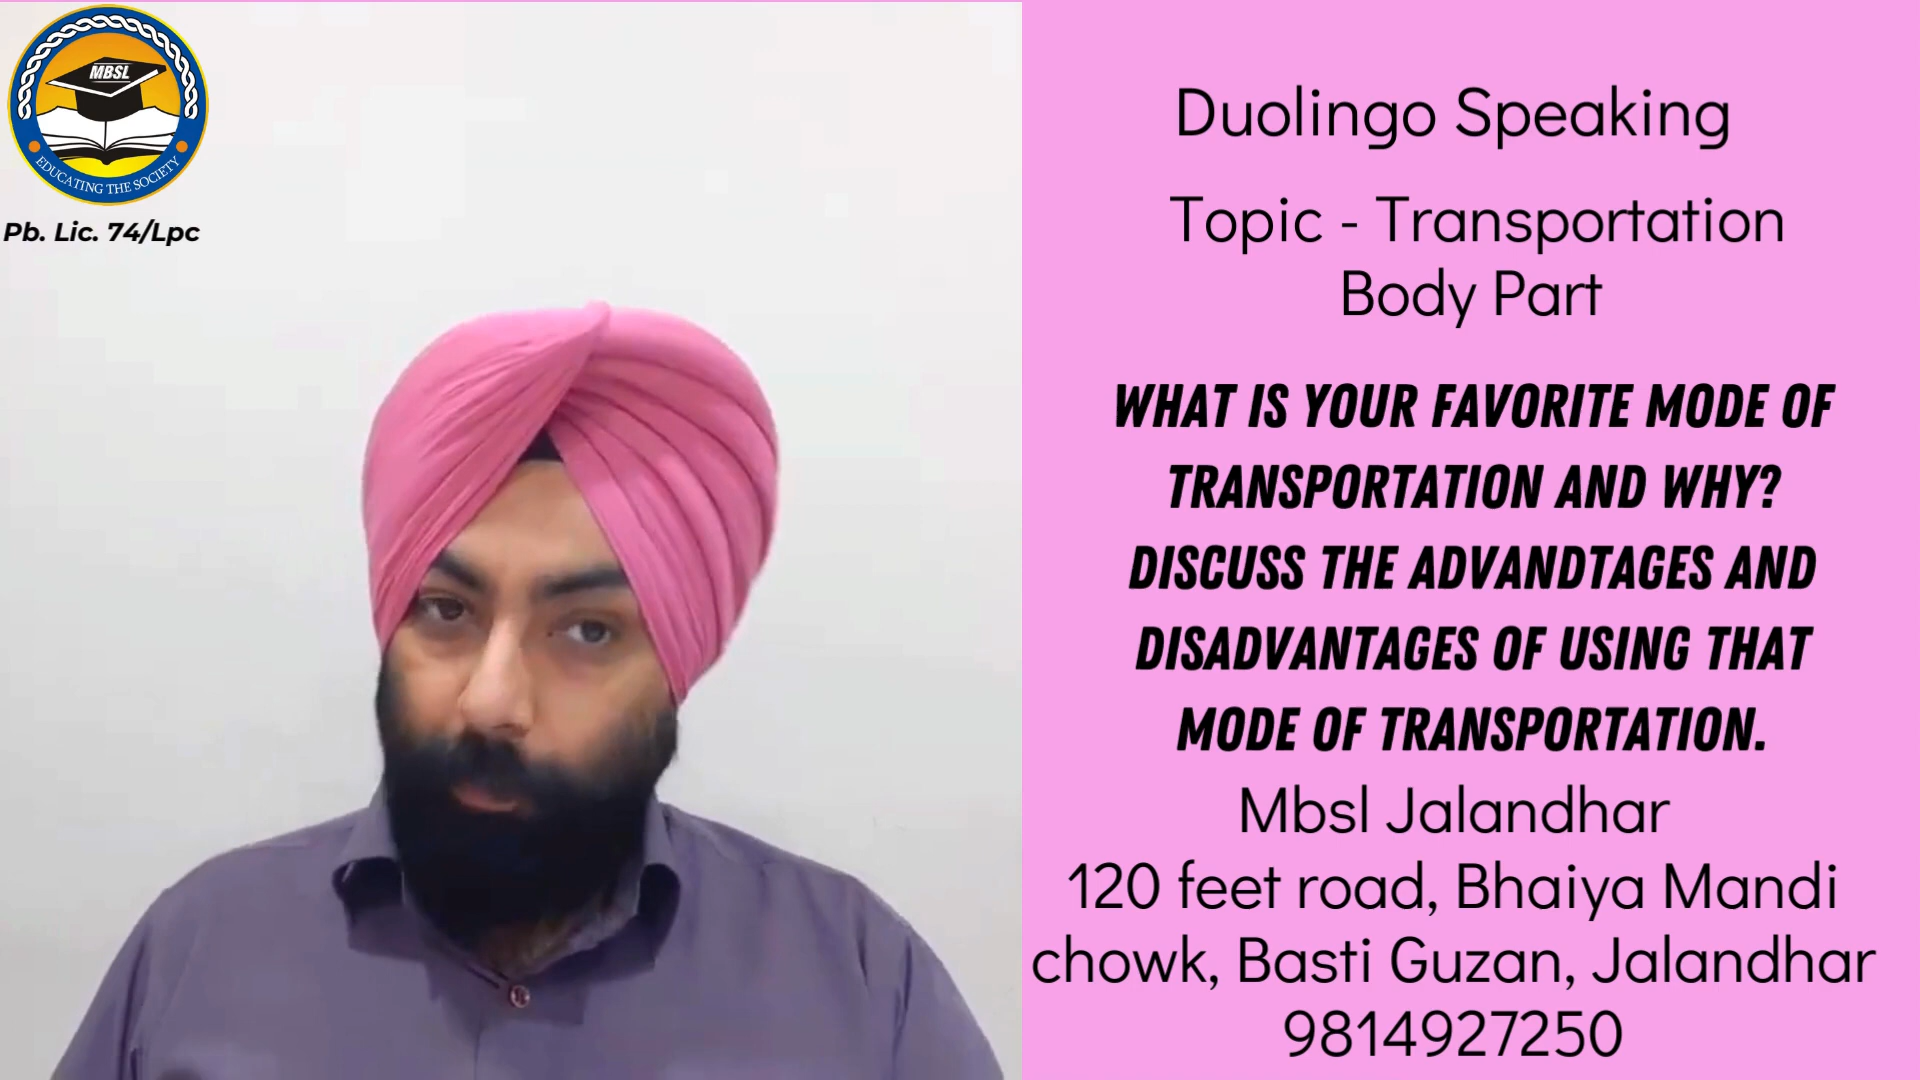 MBSL
EDUCATING THE SOCIETY
Pb. Lic. 74/Lpc
Duolingo Speaking
Topic - Transportation
Body Part
WHAT IS YOUR FAVORITE MODE OF
TRANSPORTATION AND WHY?
DISCUSS THE ADVANDTAGES AND
DISADVANTAGES OF USING THAT
MODE OF TRANSPORTATION.
Mbsl Jalandhar
120 feet road, Bhaiya Mandi
chowk, Basti Guzan, Jalandhar
9814927250